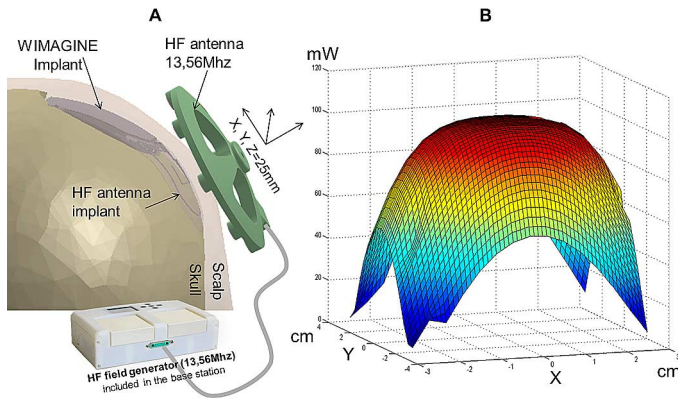 A
WIMAGINE
Implant
HF antenna
13,56Mhz
X, Y, Z=25mm
HF antenna
implant
Scalp
Skull
HF field generator (13,56Mhz)
included in the base station
B
mW
120
100
80
60
40
20
0
4
2
0
-2
-4
cm
Y
-3
-2
-1
0
1
2
3
X
cm